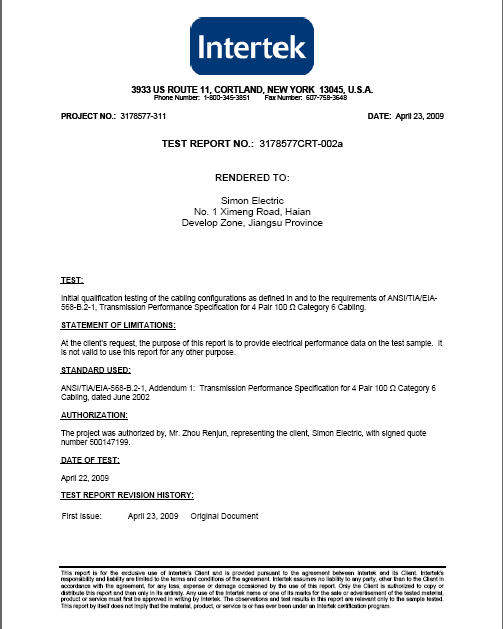 Intertek
3933 US ROUTE 11, CORTLAND, NEW YORK 13045, U.S.A.
Phone Number: 1-800-345-3851 Fax Number: 607-758-3648
PROJECT NO.: 3178577-311 DATE: April 23, 2009
TEST REPORT NO.: 3178577CRT-002a
RENDERED TO:
Simon Electric
No. 1 Ximeng Road, Haian
Develop Zone, Jiangsu Province
TEST:
Initial qualification testing of the cabling configurations as defined in and to the requirements of ANSI/TIA/EIA-
568-B.2-1, Transmission Performance Specification for 4 Pair 100 Ω Category 6 Cabling.
STATEMENT OF LIMITATIONS:
At the client's request, the purpose of this report is to provide electrical performance data on the test sample. It
is not valid to use this report for any other purpose.
STANDARD USED:
ANSI/TIA/EIA-568-B.2-1, Addendum 1: Transmission Performance Specification for 4 Pair 100 Ω Category 6
Cabling, dated June 2002
AUTHORIZATION:
The project was authorized by, Mr. Zhou Renjun, representing the client, Simon Electric, with signed quote
number 500147199.
DATE OF TEST:
April 22, 2009
TEST REPORT REVISION HISTORY:
First Issue: April 23, 2009 Original Document
This report is for the exclusive use of Intertek's Client and is provided pursuant to the agreement between Intertek and its Client. Intertek's
responsibility and liability are limited to the terms and conditions of the agreement. Intertek assumes no liability to any party, other than to the Client in
accordance with the agreement, for any loss, expense or damage occasioned by the use of this report. Only the Client is authorized to copy or
distribute this report and then only in its entirety. Any use of the Intertek name or one of its marks for the sale or advertisement of the tested material,
product or service must first be approved in writing by Intertek. The observations and test results in this report are relevant only to the sample tested.
This report by itself does not imply that the material, product, or service is or has ever been under an Intertek certification program.